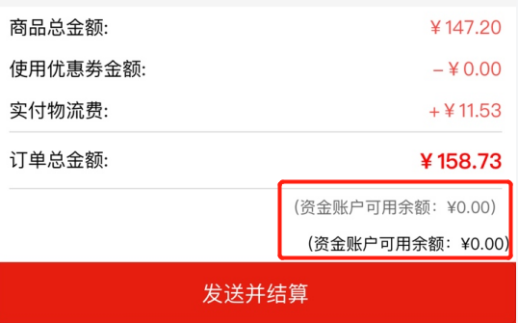 商品总金额: ¥147.20
使用优惠券金额: -¥0.00
实付物流费: +¥11.53
订单总金额: ¥158.73
(资金账户可用余额：¥0.00)
(资金账户可用余额：¥0.00)
发送并结算